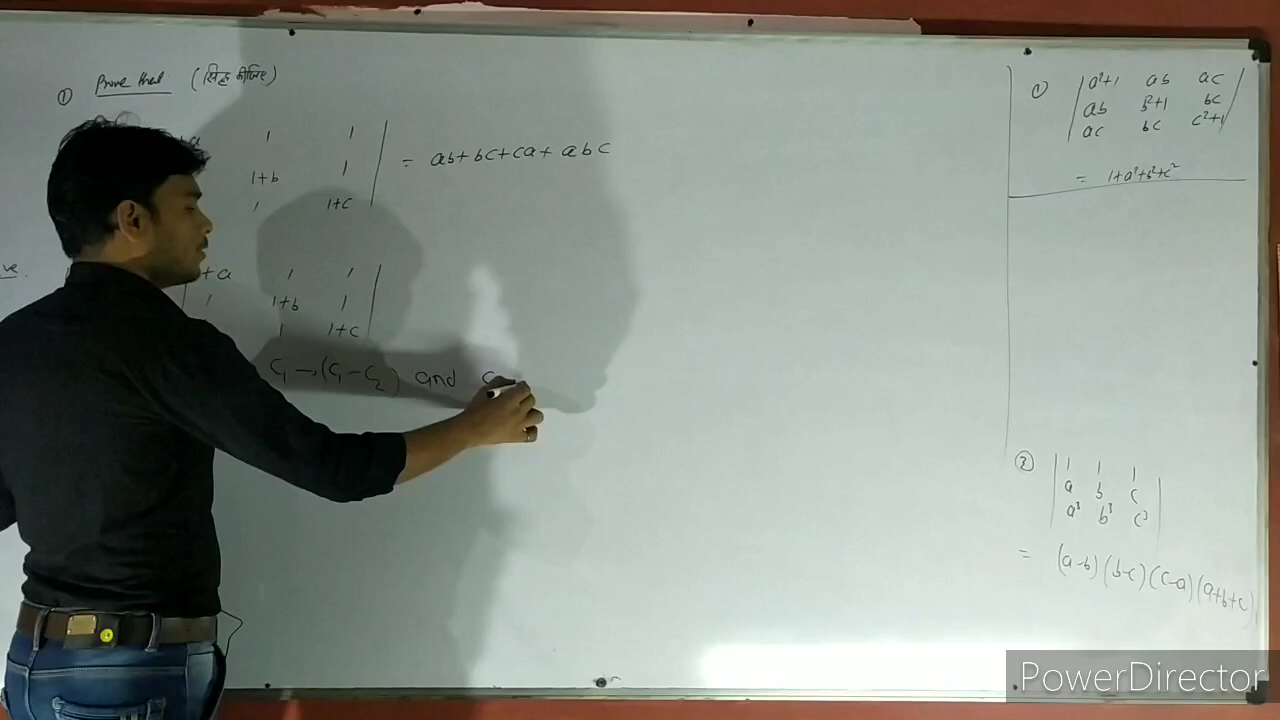 ① Prove that (सिद्ध कीजिए)
+a 1 1
1+b 1 = ab+bc+ca+abc
1 1+c
ve.
+a 1 1
1 1+b 1
1 1+c
C₁→(C₁-C₂) and C
① a²+1 ab ac
ab b²+1 bc
ac bc c²+1
= 1+a²+b²+c²
② 1 1 1
a b c
a³ b³ c³
= (a-b)(b-c)(c-a)(a+b+c)
PowerDirector